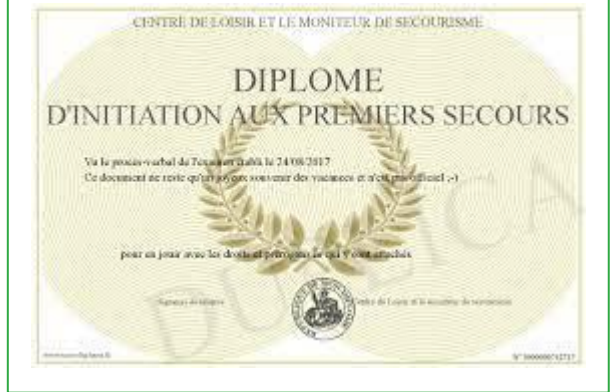 CENTRE DE LOISIR ET LE MONITEUR DE SECOURISME
DIPLOME
D'INITIATION AUX PREMIERS SECOURS
Vu le procès-verbal de l'examen établi le 24/08/2017
Ce document ne reste qu'un joyeux souvenir des vacances et n'est pas officiel ;-)
pour en jouir avec les droits et prérogatives qui y sont attachés
Centre de Loisir et le moniteur de secourisme
DUPLICA